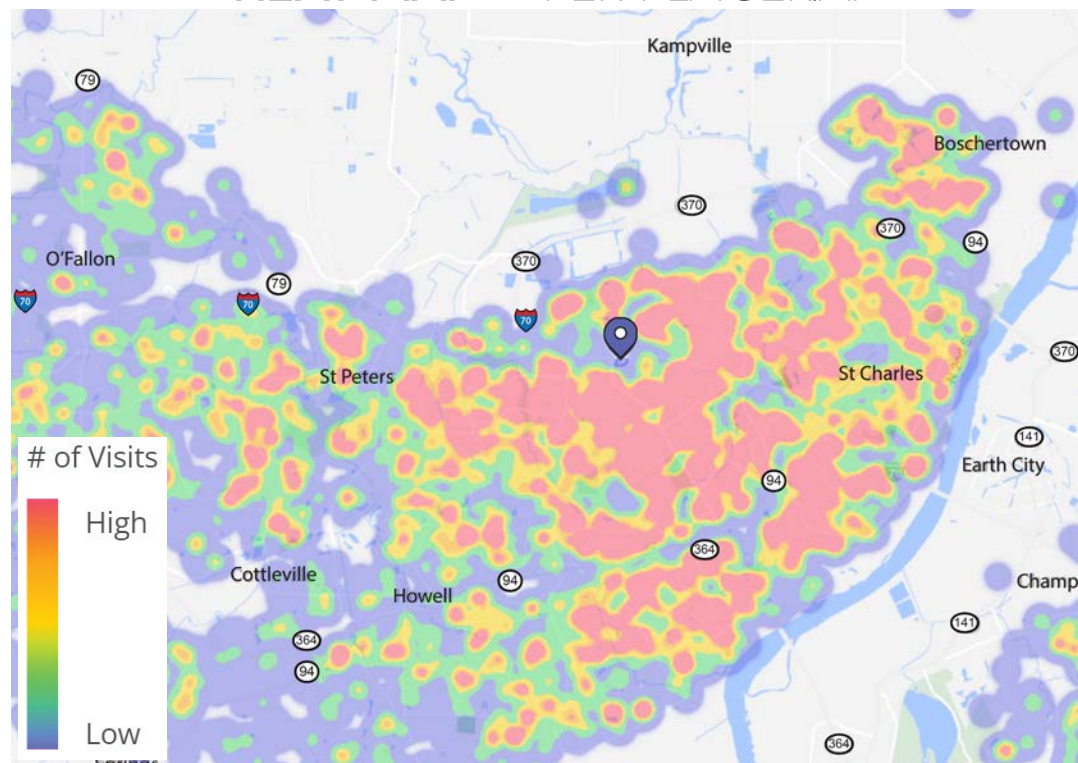 Kampville
79
Boschertown
370
370
94
O'Fallon
370
79
70
70
70
370
St Peters
St Charles
N 2nd S
141
# of Visits
Earth City
High
94
364
Cottleville
94
Champ
Howell
141
364
94
Low
364